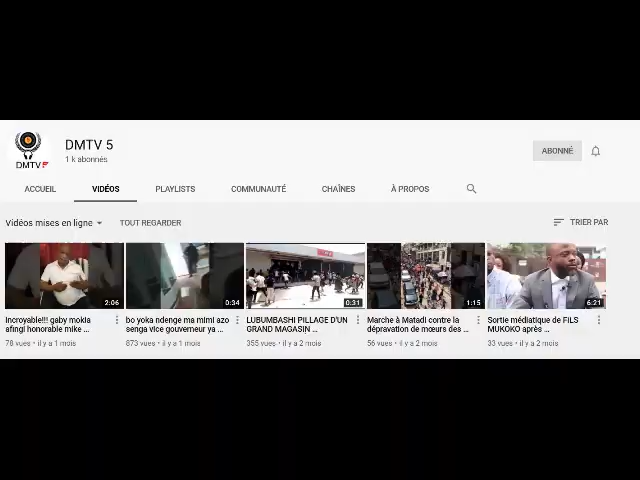 DMTV
DMTV 5
1 k abonnés
ABONNÉ
ACCUEIL VIDÉOS PLAYLISTS COMMUNAUTÉ CHAÎNES À PROPOS
Vidéos mises en ligne TOUT REGARDER TRIER PAR
2:06
0:34
0:31
1:15
6:21
Incroyable!!! gaby mokia
afingi honorable mike ...
78 vues • il y a 1 mois
bo yoka ndenge ma mimi azo
senga vice gouverneur ya ...
873 vues • il y a 1 mois
LUBUMBASHI PILLAGE D'UN
GRAND MAGASIN ...
355 vues • il y a 2 mois
Marche à Matadi contre la
dépravation de mœurs des ...
56 vues • il y a 2 mois
Sortie médiatique de FiLS
MUKOKO après ...
33 vues • il y a 2 mois